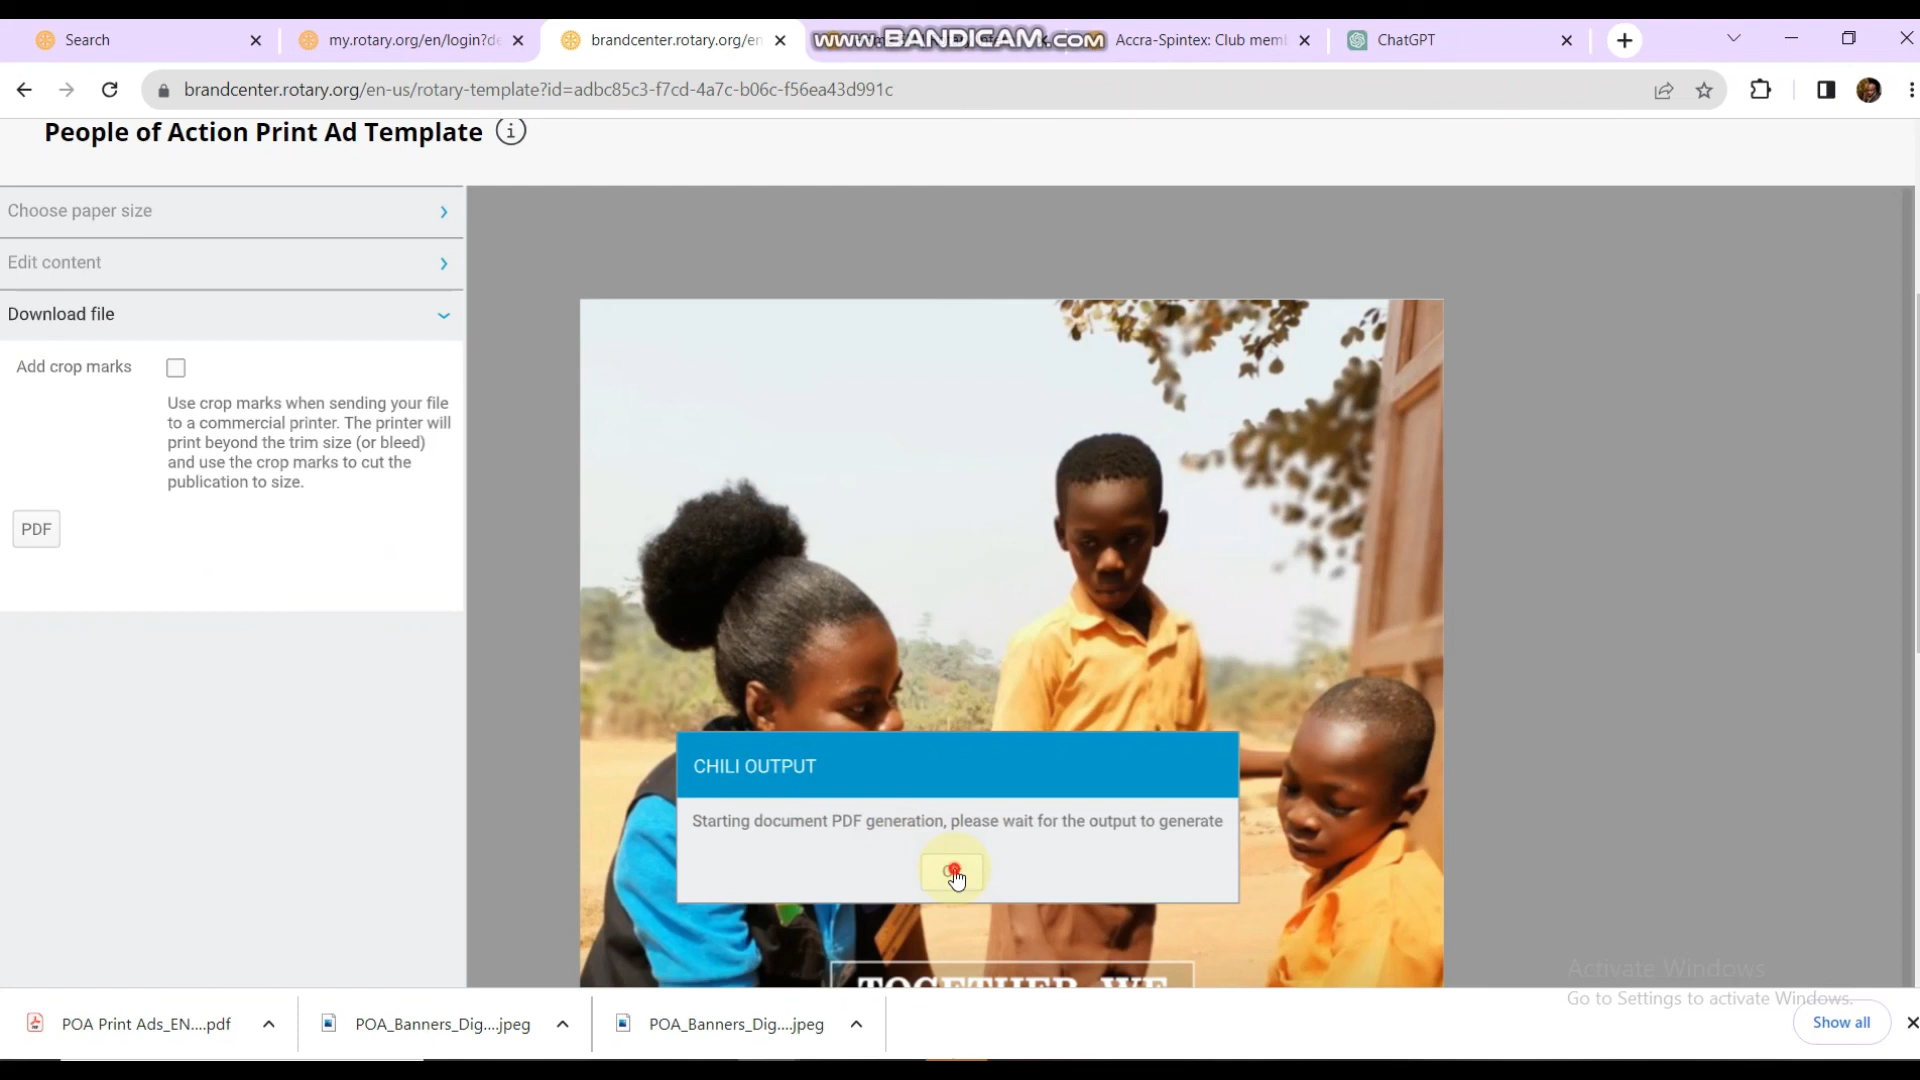 Search
my.rotary.org/en/login?de
brandcenter.rotary.org/en
www.BANDICAM.com
Accra-Spintex: Club memb
ChatGPT
brandcenter.rotary.org/en-us/rotary-template?id=adbc85c3-f7cd-4a7c-b06c-f56ea43d991c
People of Action Print Ad Template
Choose paper size
Edit content
Download file
Add crop marks
Use crop marks when sending your file
to a commercial printer. The printer will
print beyond the trim size (or bleed)
and use the crop marks to cut the
publication to size.
PDF
CHILI OUTPUT
Starting document PDF generation, please wait for the output to generate
TOGETHER, WE
Activate Windows
Go to Settings to activate Windows.
POA Print Ads_EN....pdf
POA_Banners_Dig....jpeg
POA_Banners_Dig....jpeg
Show all